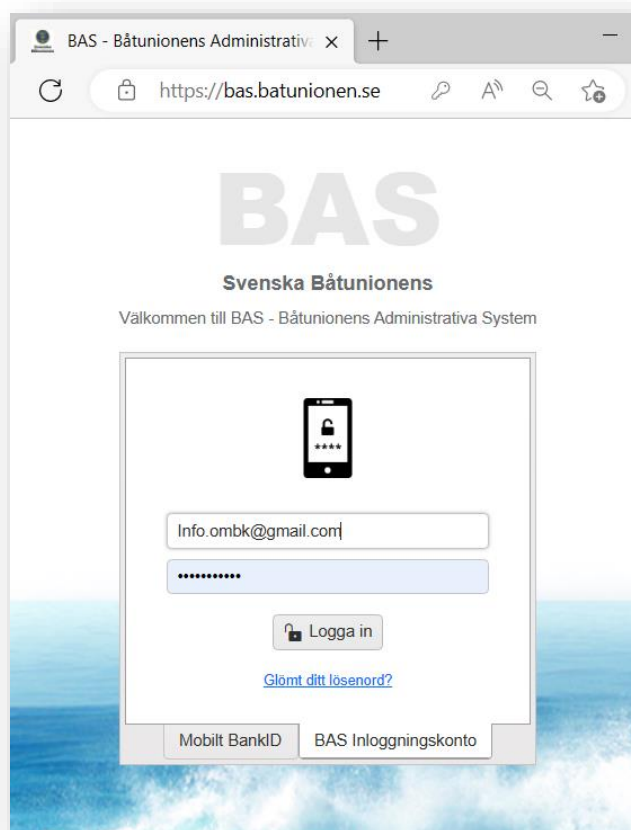 BAS - Båtunionens Administrativ
https://bas.batunionen.se
BAS
Svenska Båtunionens
Välkommen till BAS - Båtunionens Administrativa System
****
Info.ombk@gmail.com
•••••••••••
Logga in
Glömt ditt lösenord?
Mobilt BankID
BAS Inloggningskonto